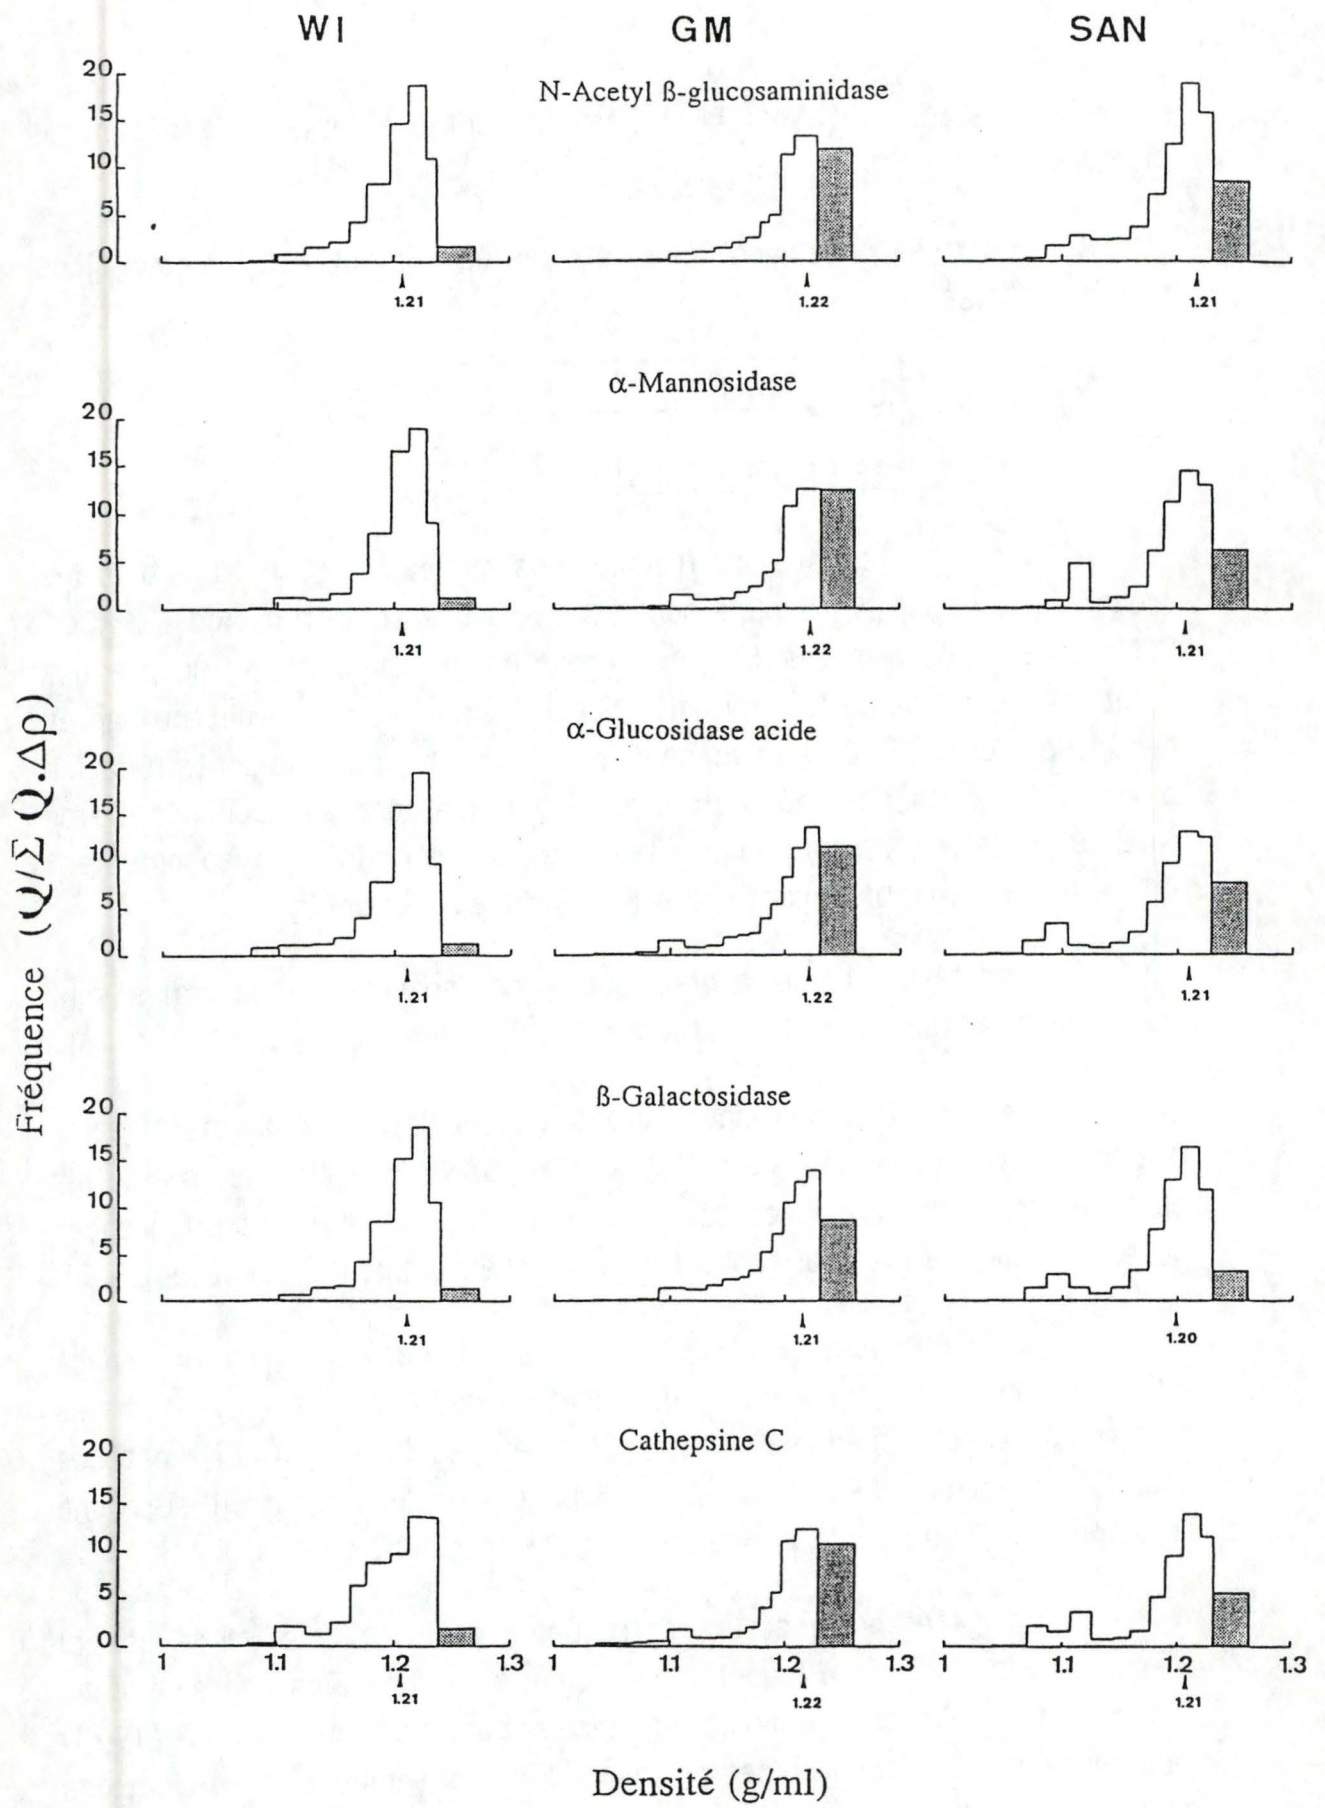 WI GM SAN
N-Acetyl ß-glucosaminidase
20
15
10
5
0
1.21 1.22 1.21
α-Mannosidase
20
15
10
5
0
1.21 1.22 1.21
α-Glucosidase acide
20
15
10
5
0
1.21 1.22 1.21
ß-Galactosidase
20
15
10
5
0
1.21 1.21 1.20
Cathepsine C
20
15
10
5
0
1 1.1 1.2 1.3 1 1.1 1.2 1.3 1 1.1 1.2 1.3
1.21 1.22 1.21
Densité (g/ml)
Fréquence (Q/Σ Q.Δρ)